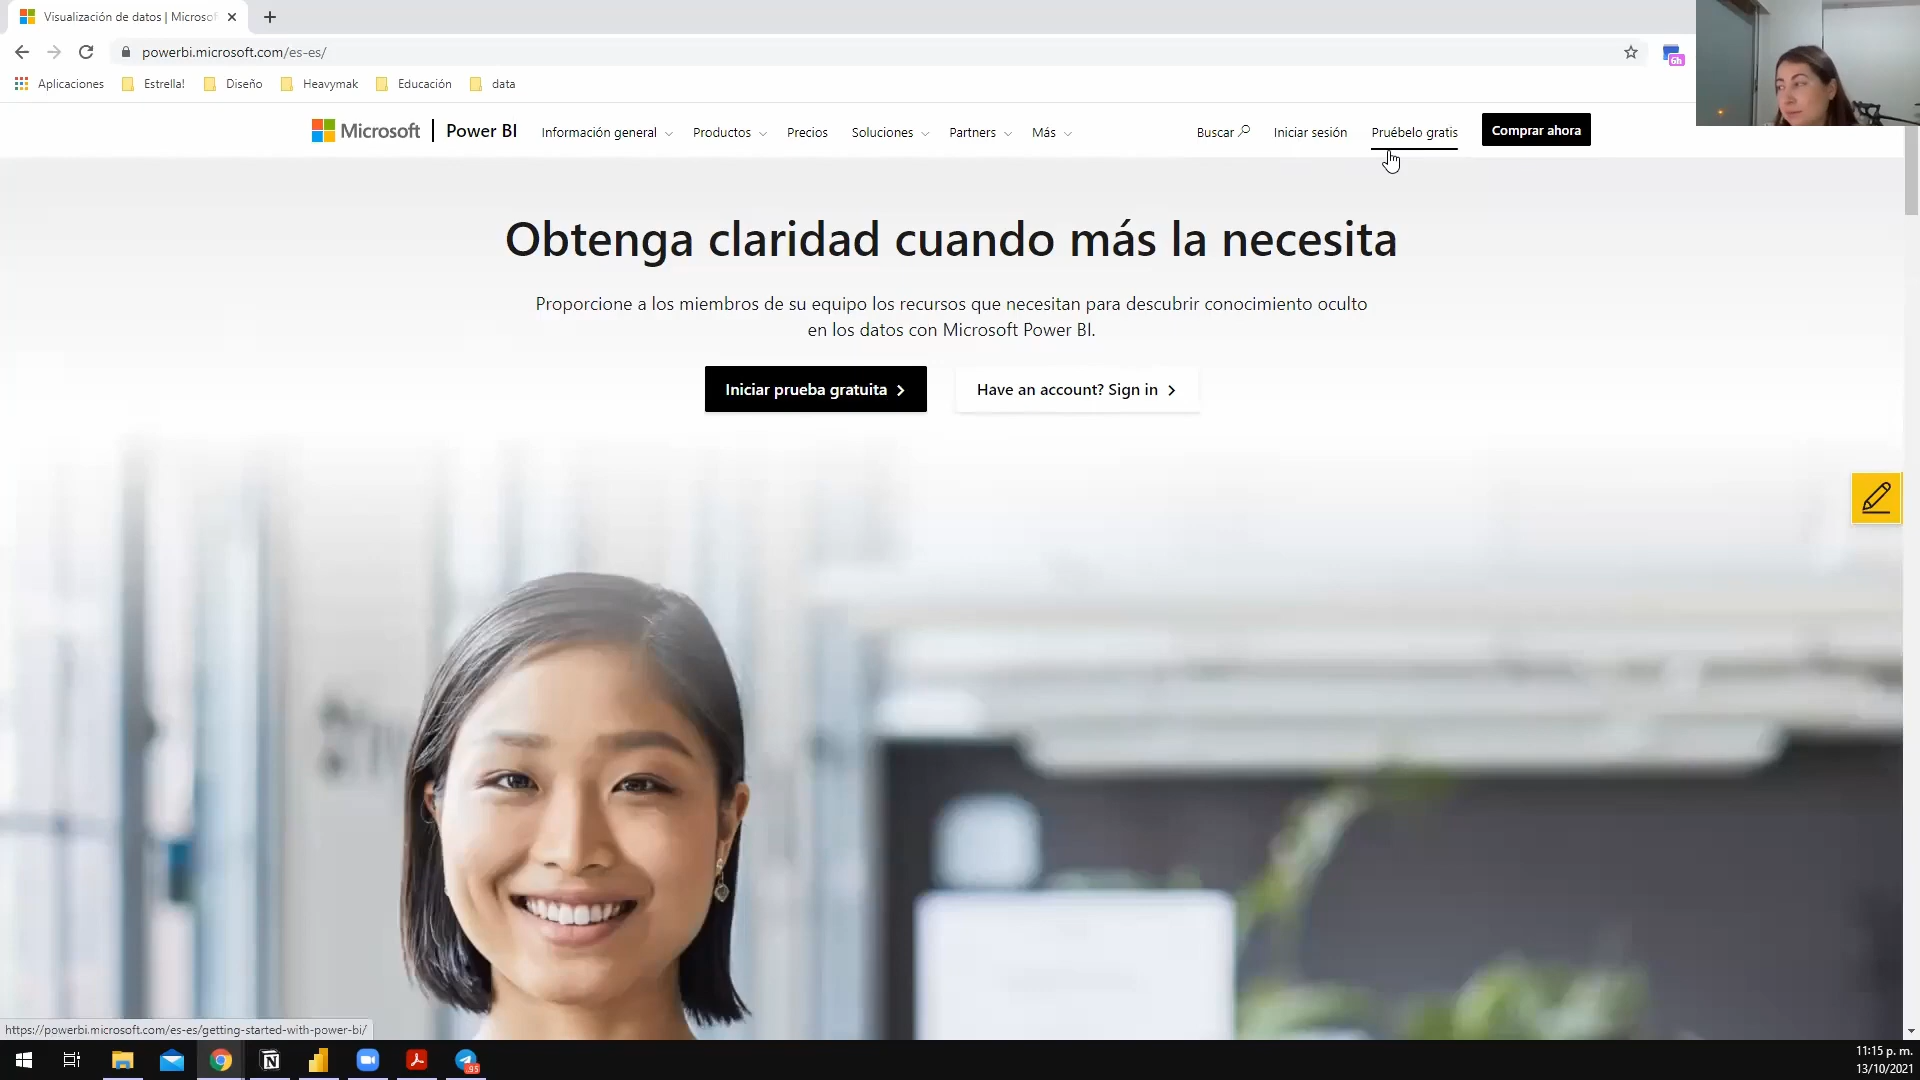 Visualización de datos | Microsof
powerbi.microsoft.com/es-es/
6h
Aplicaciones Estrella! Diseño Heavymak Educación data
Microsoft Power BI Información general Productos Precios Soluciones Partners Más Buscar Iniciar sesión Pruébelo gratis Comprar ahora
Obtenga claridad cuando más la necesita
Proporcione a los miembros de su equipo los recursos que necesitan para descubrir conocimiento oculto
en los datos con Microsoft Power BI.
Iniciar prueba gratuita Have an account? Sign in
https://powerbi.microsoft.com/es-es/getting-started-with-power-bi/
95
11:15 p. m.
13/10/2021